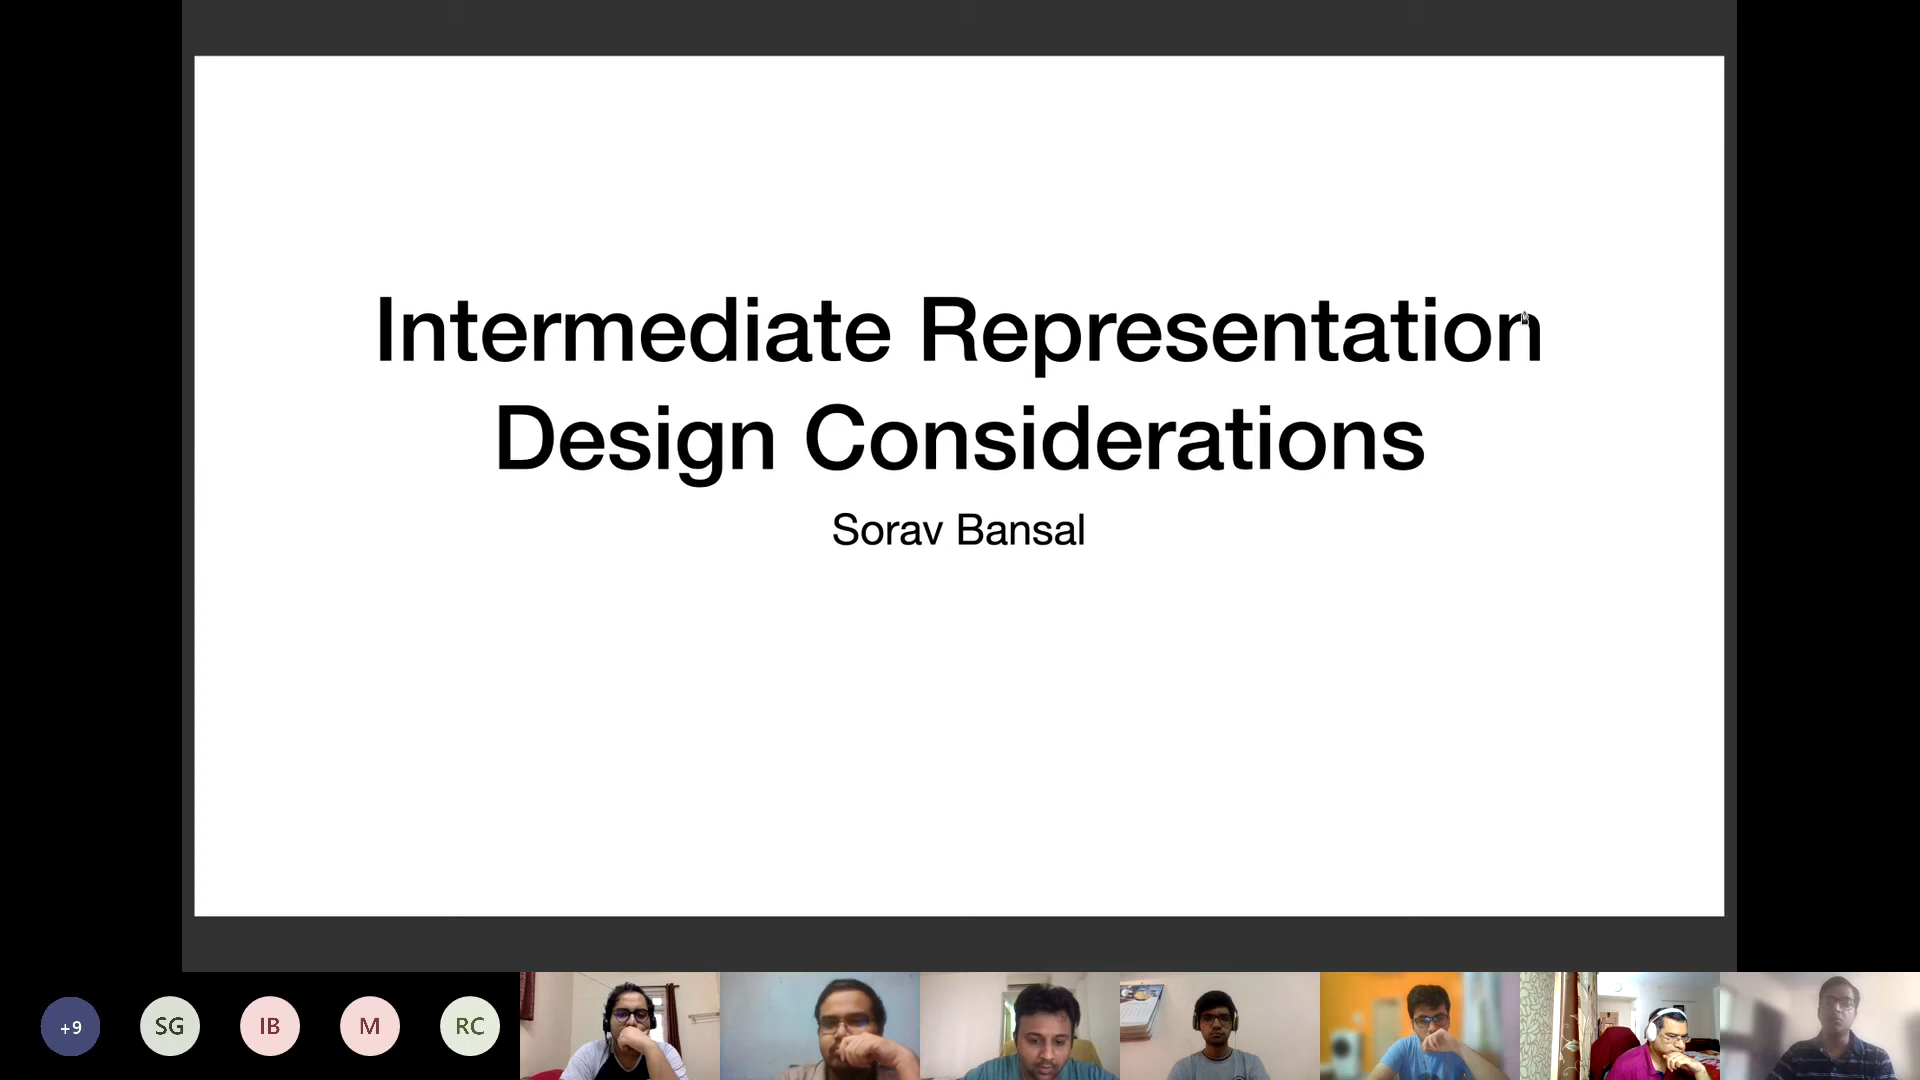 Intermediate Representation
Design Considerations
Sorav Bansal
+9
SG
IB
M
RC